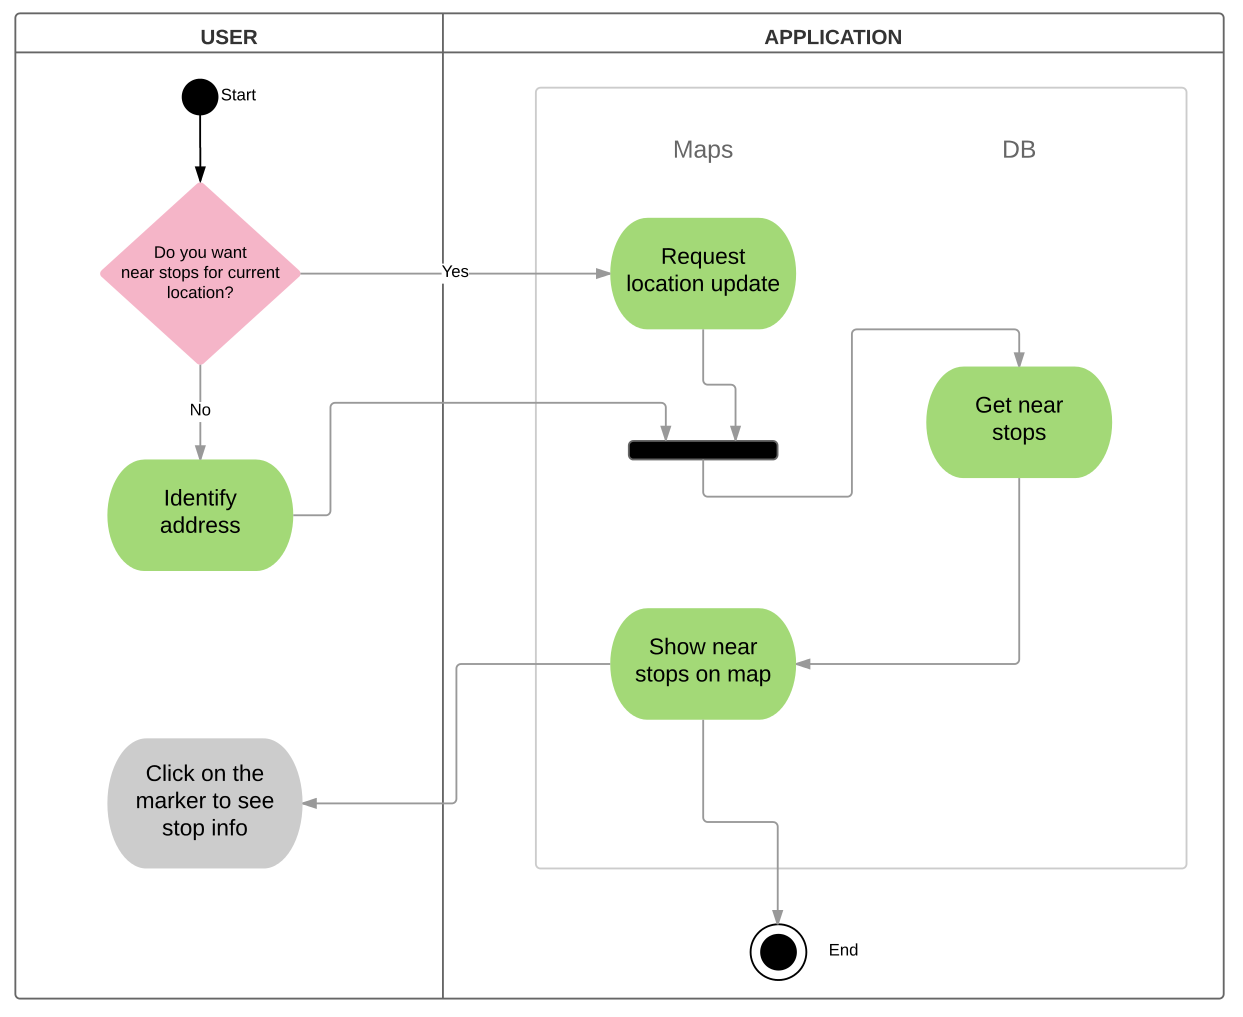 USER
APPLICATION
Start
Maps
DB
Do you want
near stops for current
location?
Yes
Request
location update
No
Get near
stops
Identify
address
Show near
stops on map
Click on the
marker to see
stop info
End